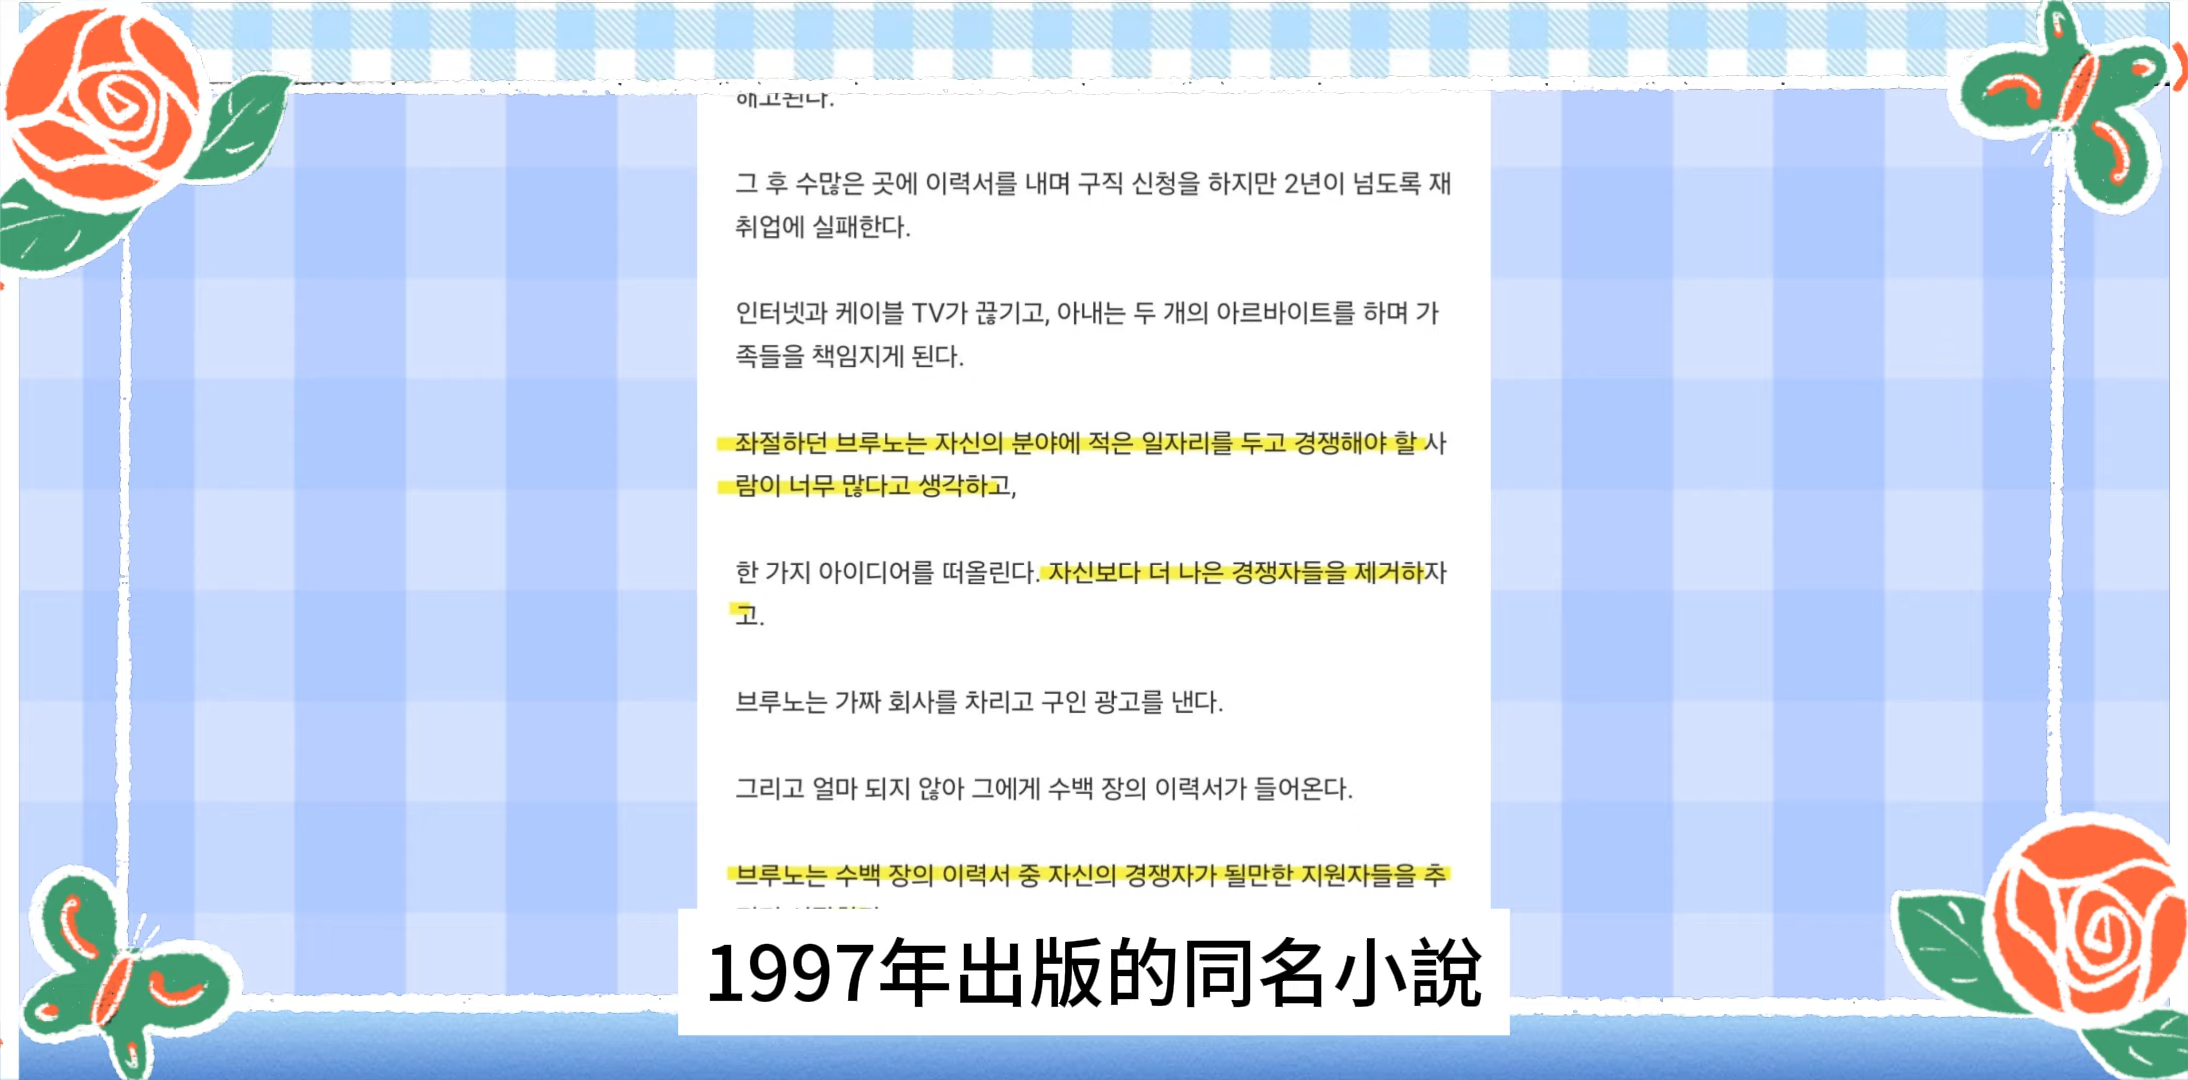 해고된다.
그 후 수많은 곳에 이력서를 내며 구직 신청을 하지만 2년이 넘도록 재
취업에 실패한다.
인터넷과 케이블 TV가 끊기고, 아내는 두 개의 아르바이트를 하며 가
족들을 책임지게 된다.
좌절하던 브루노는 자신의 분야에 적은 일자리를 두고 경쟁해야 할 사
람이 너무 많다고 생각하고,
한 가지 아이디어를 떠올린다. 자신보다 더 나은 경쟁자들을 제거하자
고.
브루노는 가짜 회사를 차리고 구인 광고를 낸다.
그리고 얼마 되지 않아 그에게 수백 장의 이력서가 들어온다.
브루노는 수백 장의 이력서 중 자신의 경쟁자가 될만한 지원자들을 추
1997年出版的同名小說